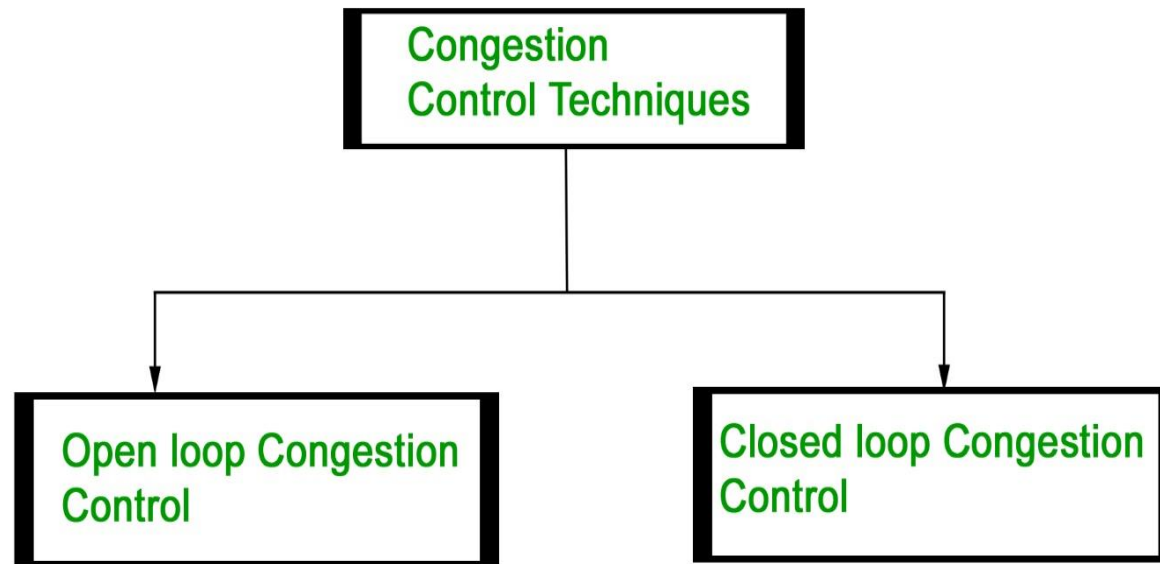 Congestion
Control Techniques
Open loop Congestion
Control
Closed loop Congestion
Control